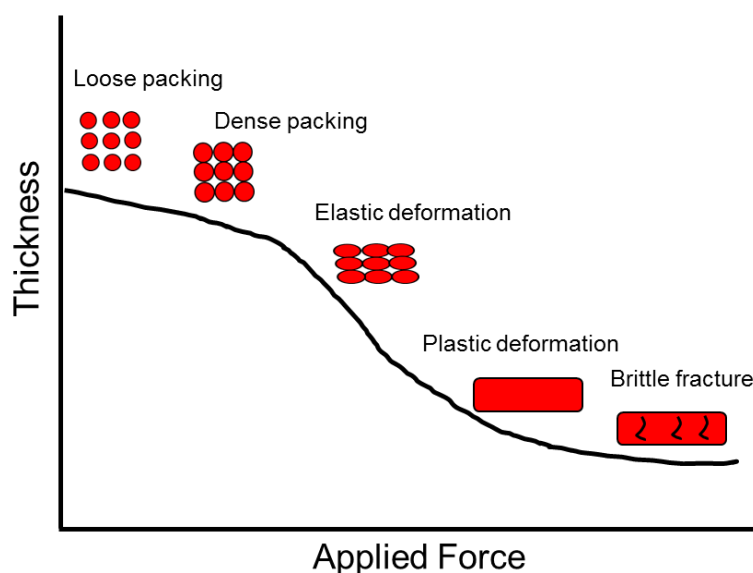 Loose packing
Dense packing
Elastic deformation
Plastic deformation
Brittle fracture
Thickness
Applied Force